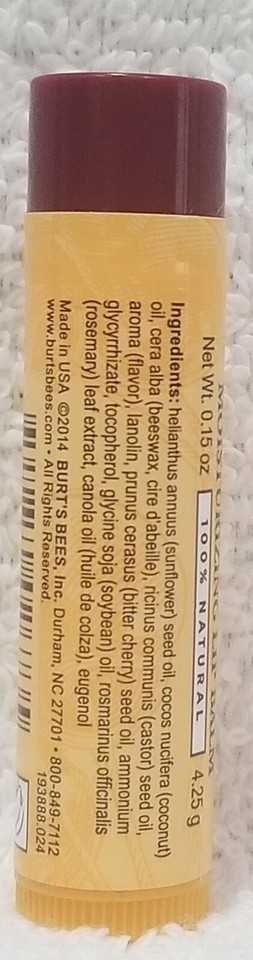 MOISTURIZING LIP BALM
Net Wt. 0.15 oz 100% NATURAL 4.25 g
Ingredients: helianthus annuus (sunflower) seed oil, cocos nucifera (coconut)
oil, cera alba (beeswax, cire d'abeille), ricinus communis (castor) seed oil,
aroma (flavor), lanolin, prunus cerasus (bitter cherry) seed oil, ammonium
glycyrrhizate, tocopherol, glycine soja (soybean) oil, rosmarinus officinalis
(rosemary) leaf extract, canola oil (huile de colza), eugenol
Made in USA ©2014 BURT'S BEES, Inc. Durham, NC 27701 • 800-849-7112
www.burtsbees.com • All Rights Reserved. 193888.024